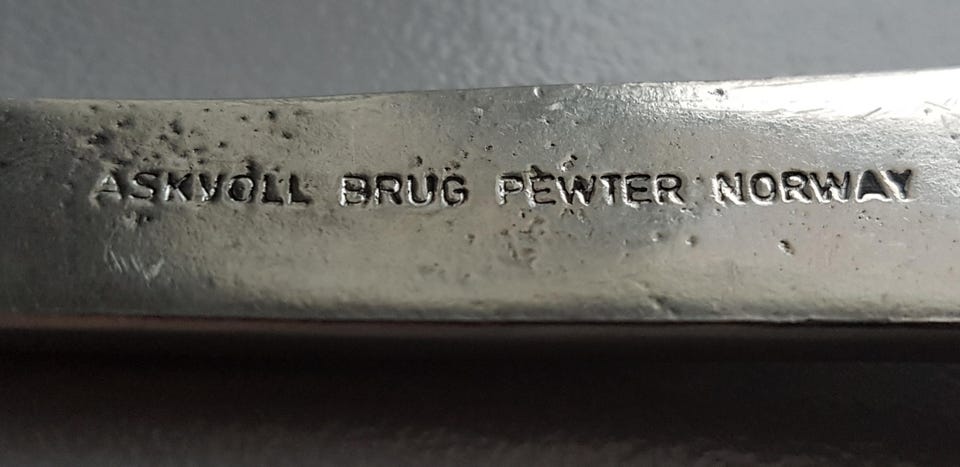 ASKVOLL BRUG PEWTER NORWAY